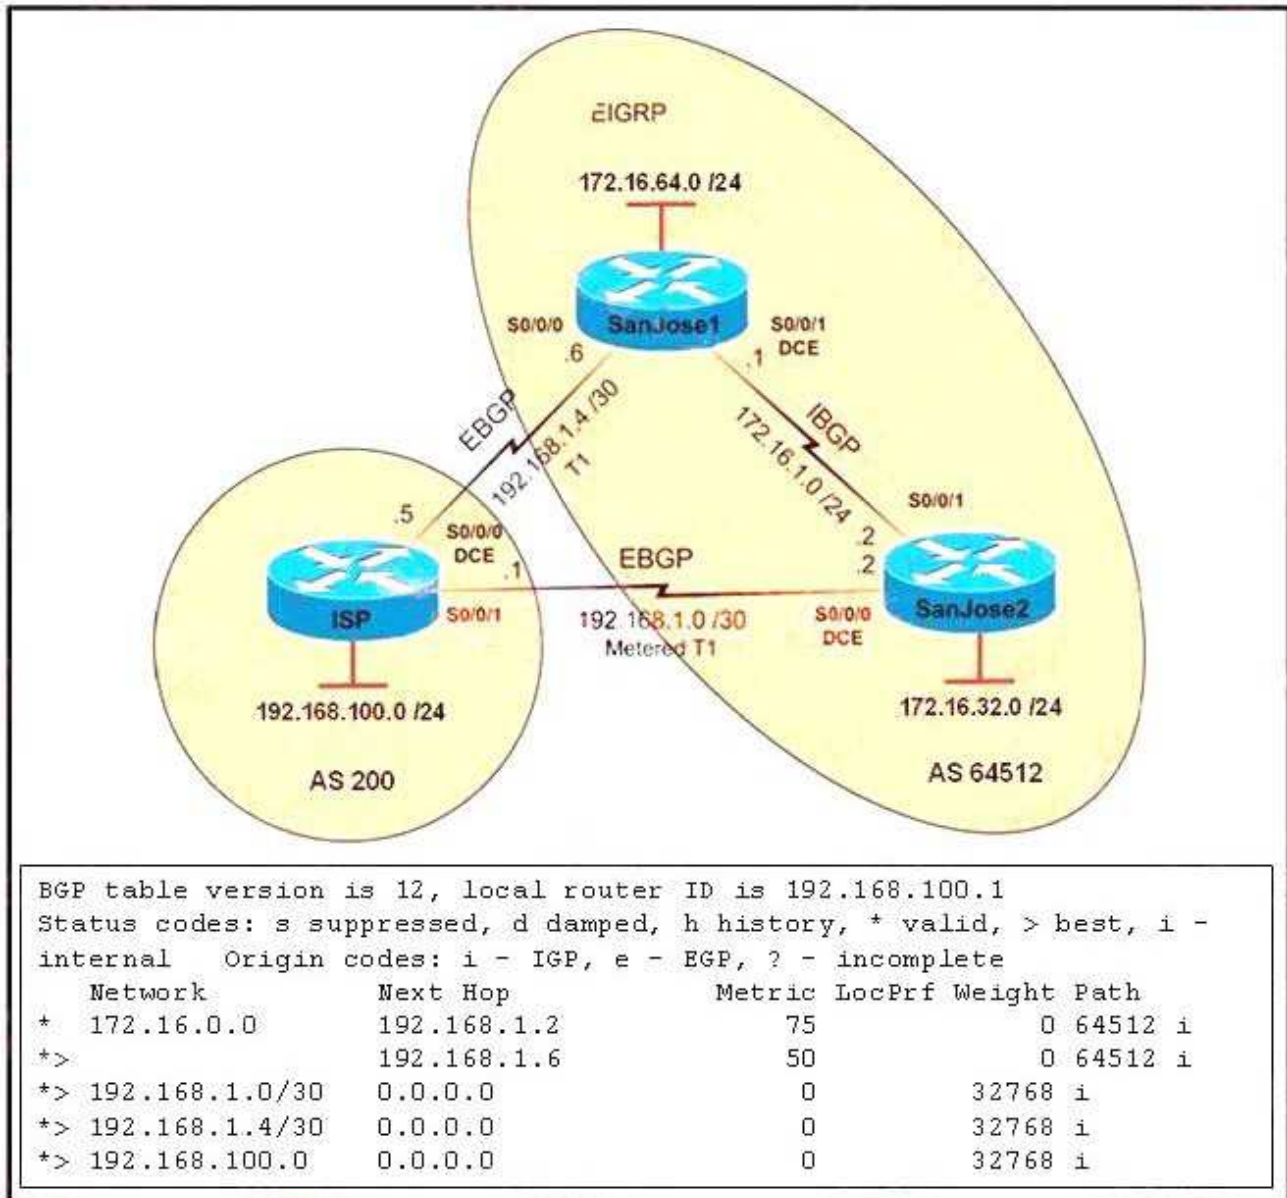 EIGRP
172.16.64.0 /24
S0/0/0
SanJose1
S0/0/1
DCE
.6
.1
EBGP
192.168.1.4 /30
T1
IBGP
172.16.1.0 /24
S0/0/1
.5
S0/0/0
DCE
.2
.1
EBGP
.2
ISP
S0/0/1
192.168.1.0 /30
Metered T1
S0/0/0
DCE
SanJose2
192.168.100.0 /24
172.16.32.0 /24
AS 200
AS 64512
BGP table version is 12, local router ID is 192.168.100.1
Status codes: s suppressed, d damped, h history, * valid, > best, i -
internal   Origin codes: i - IGP, e - EGP, ? - incomplete
   Network          Next Hop            Metric LocPrf Weight Path
*  172.16.0.0       192.168.1.2             75             0 64512 i
*>                  192.168.1.6             50             0 64512 i
*> 192.168.1.0/30   0.0.0.0                  0         32768 i
*> 192.168.1.4/30   0.0.0.0                  0         32768 i
*> 192.168.100.0    0.0.0.0                  0         32768 i